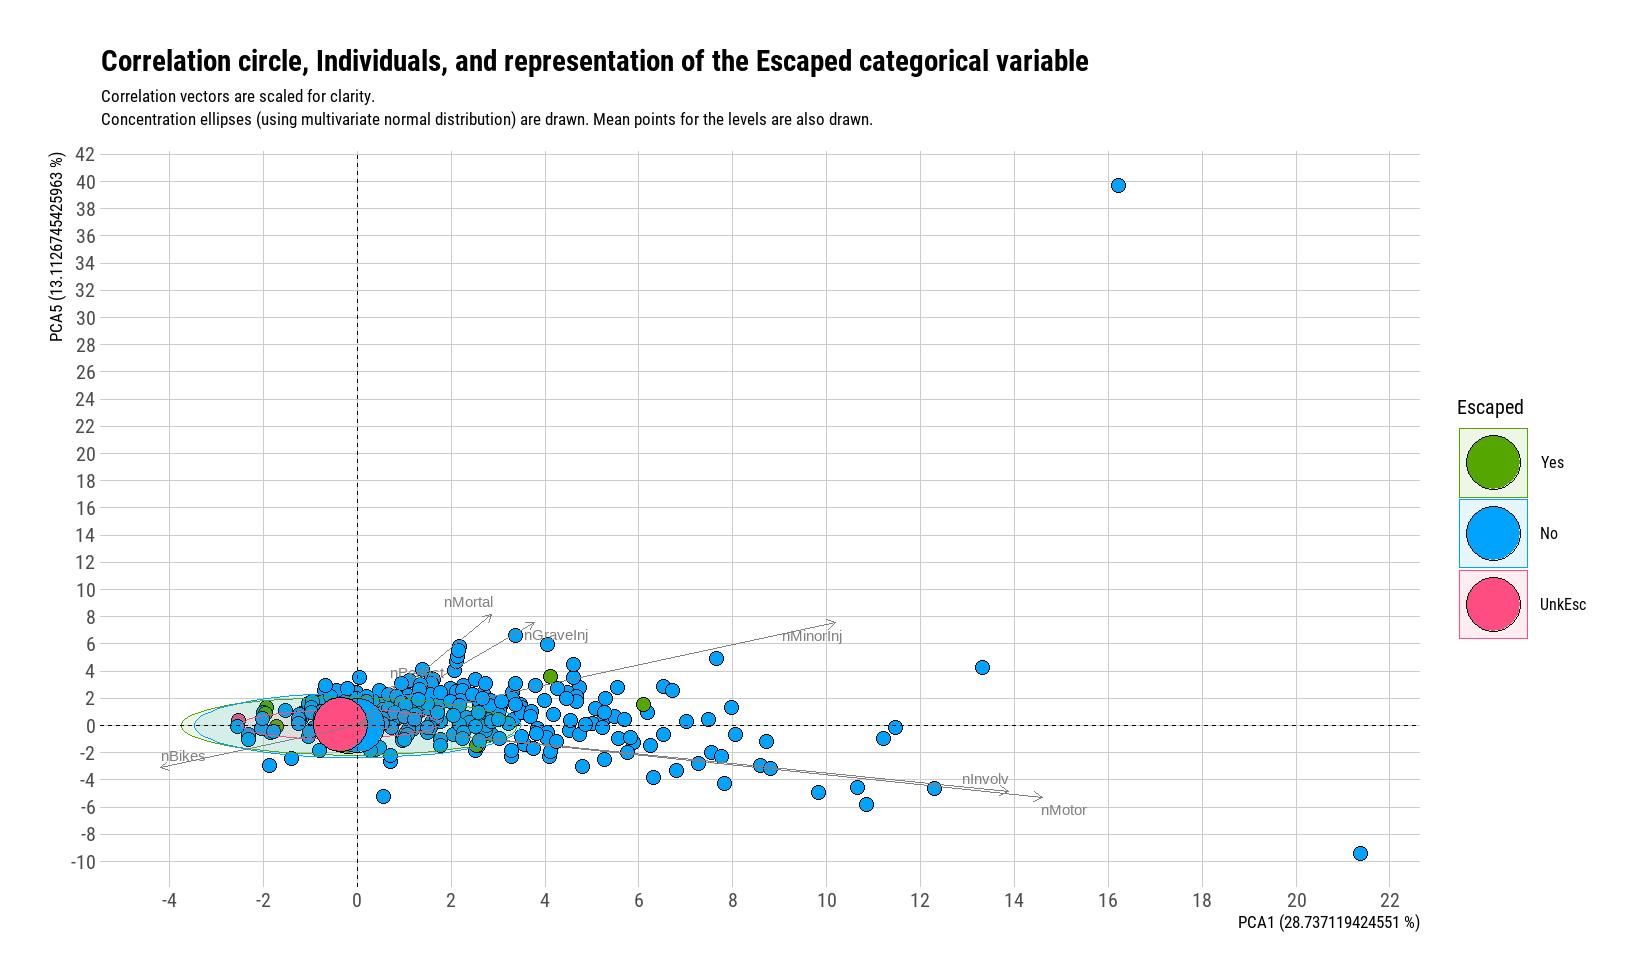 Correlation circle, Individuals, and representation of the Escaped categorical variable
Correlation vectors are scaled for clarity.
Concentration ellipses (using multivariate normal distribution) are drawn. Mean points for the levels are also drawn.
PCA5 (13.1126745425963 %)
42
40
38
36
34
32
30
28
26
24
22
20
18
16
14
12
10
8
6
4
2
0
-2
-4
-6
-8
-10
nMortal
nGraveInj
nMinorInj
nBikes
nInvolv
nMotor
-4
-2
0
2
4
6
8
10
12
14
16
18
20
22
PCA1 (28.737119424551 %)
Escaped
Yes
No
UnkEsc